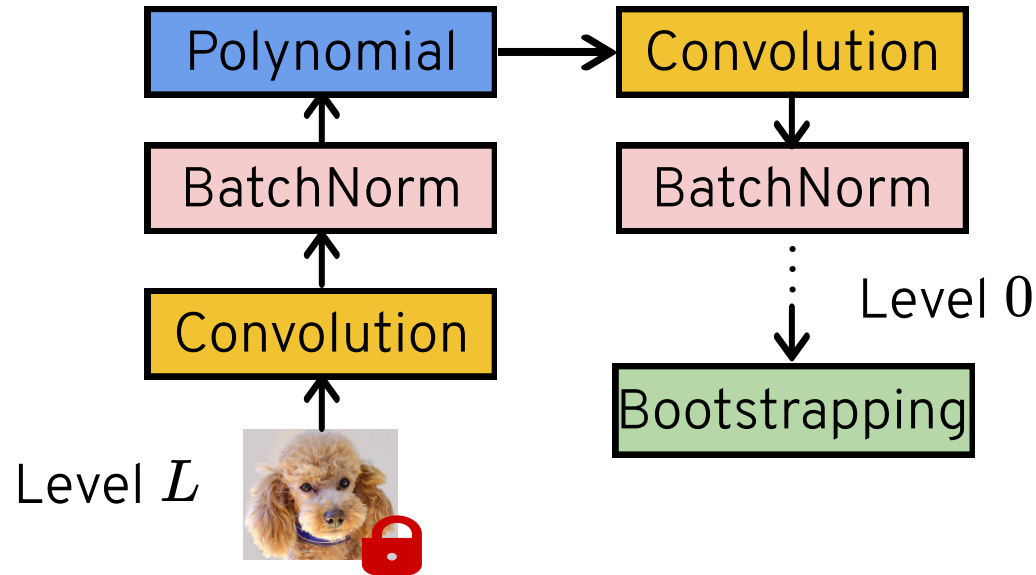 Polynomial
Convolution
BatchNorm
BatchNorm
Convolution
Level 0
Bootstrapping
Level L